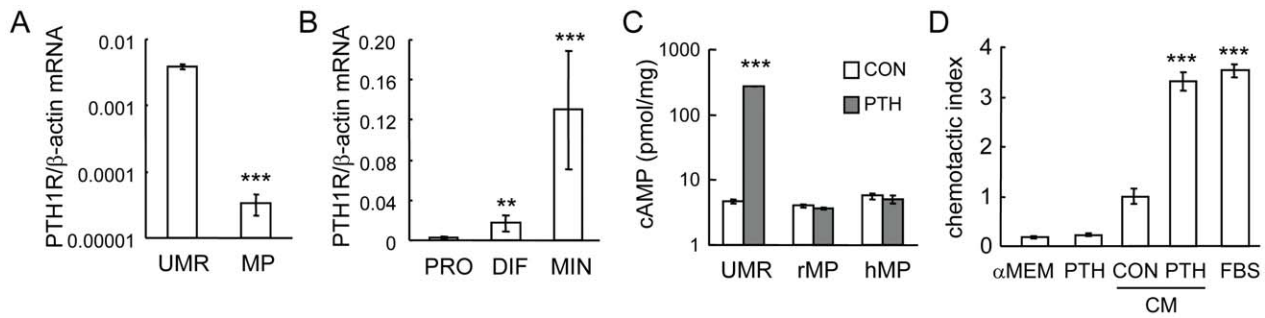 A
PTH1R/β-actin mRNA
0.01
0.001
0.0001
0.00001
***
UMR MP
B
PTH1R/β-actin mRNA
0.20
0.16
0.12
0.08
0.04
0
**
***
PRO DIF MIN
C
cAMP (pmol/mg)
1000
100
10
1
***
CON
PTH
UMR rMP hMP
D
chemotactic index
4
3
2
1
0
*** ***
αMEM PTH CON PTH FBS
CM